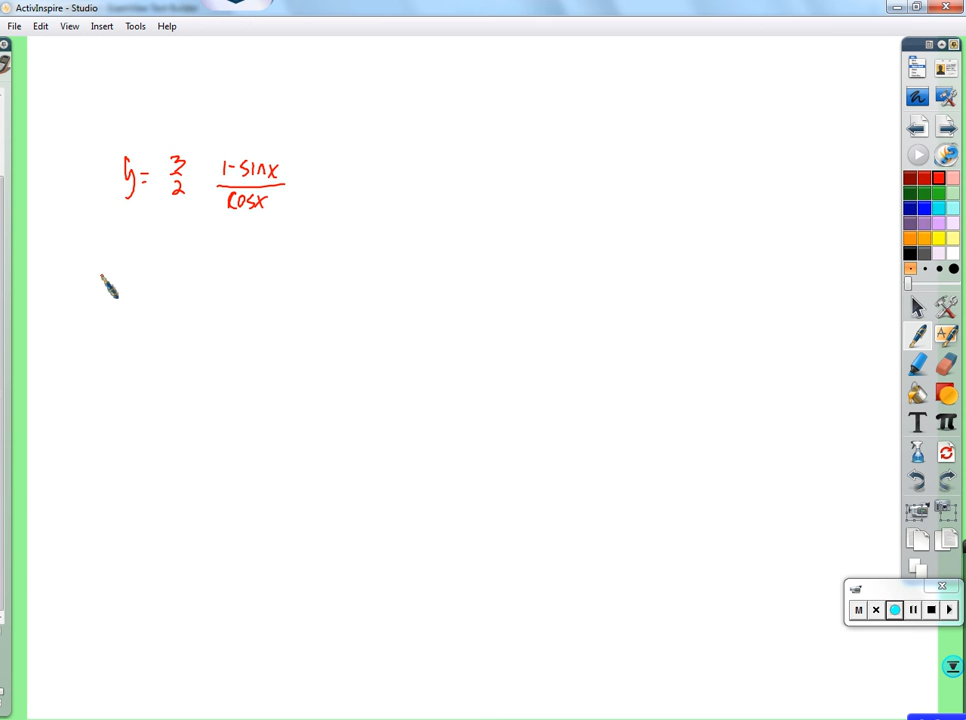 ActivInspire - Studio
File Edit View Insert Tools Help
y = 3/2 (1-sinx)/(cosx)
M